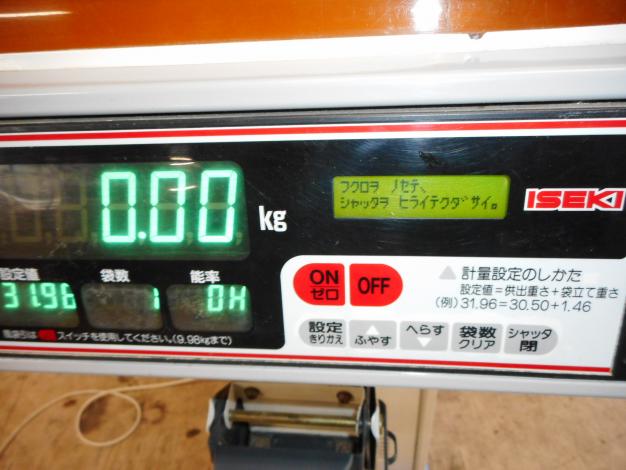 0.00 kg
フクロヲ ノセテ、
シャッタヲ ヒライテクダサイ。
ISEKI
設定値 袋数 能率
31.96 1 0H
スイッチを使用してください。(9.98kgまで)
ON
ゼロ
OFF
計量設定のしかた
設定値=供出重さ+袋立て重さ
(例) 31.96=30.50+1.46
設定
きりかえ
ふやす
へらす
袋数
クリア
シャッタ
閉